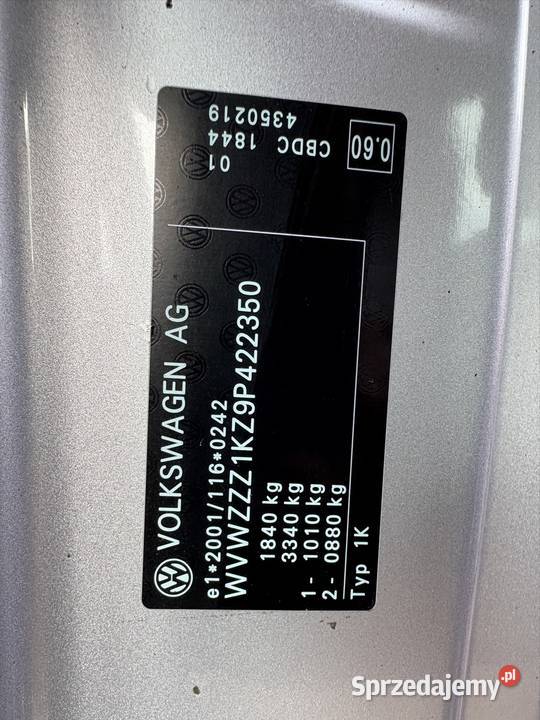 VOLKSWAGEN AG
e1*2001/116*0242
WVWZZZ1KZ9P422350
1840 kg
3340 kg
1- 1010 kg
2- 0880 kg
Typ 1K
01
CBDC 1844
4350219
0.60
Sprzedajemy.pl